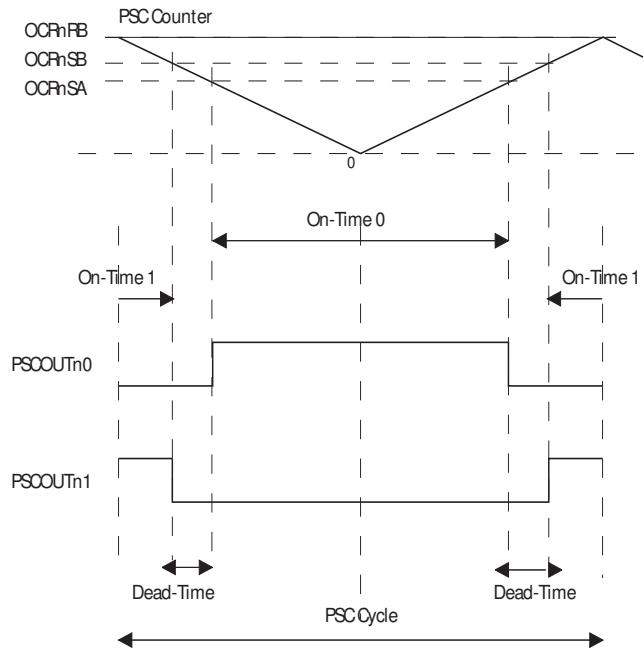 PSC Counter
OCRnRB
OCRnSB
OCRnSA
0
On-Time 0
On-Time 1
On-Time 1
PSCOUTn0
PSCOUTn1
Dead-Time
Dead-Time
PSC Cycle